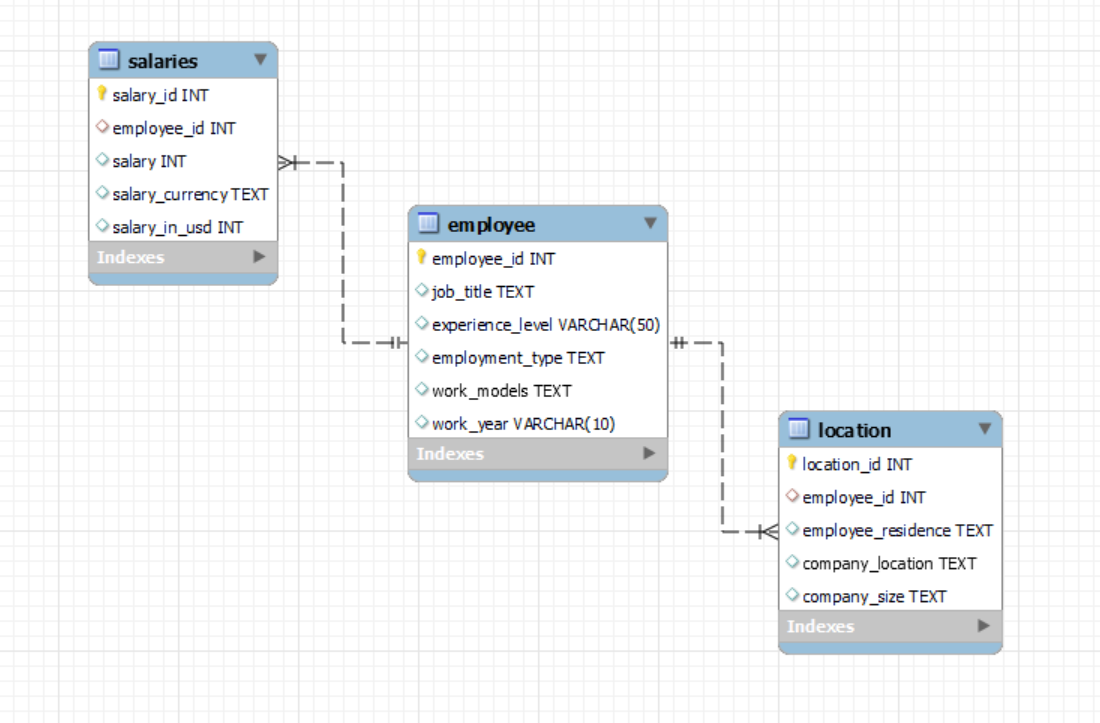 salaries
salary_id INT
employee_id INT
salary INT
salary_currency TEXT
salary_in_usd INT
Indexes
employee
employee_id INT
job_title TEXT
experience_level VARCHAR(50)
employment_type TEXT
work_models TEXT
work_year VARCHAR(10)
Indexes
location
location_id INT
employee_id INT
employee_residence TEXT
company_location TEXT
company_size TEXT
Indexes